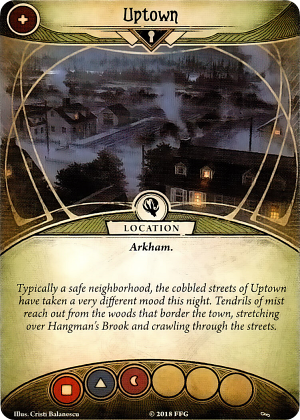 Uptown
LOCATION
Arkham.
Typically a safe neighborhood, the cobbled streets of Uptown
have taken a very different mood this night. Tendrils of mist
reach out from the woods that border the town, stretching
over Hangman's Brook and crawling through the streets.
Illus. Cristi Balanescu
© 2018 FFG